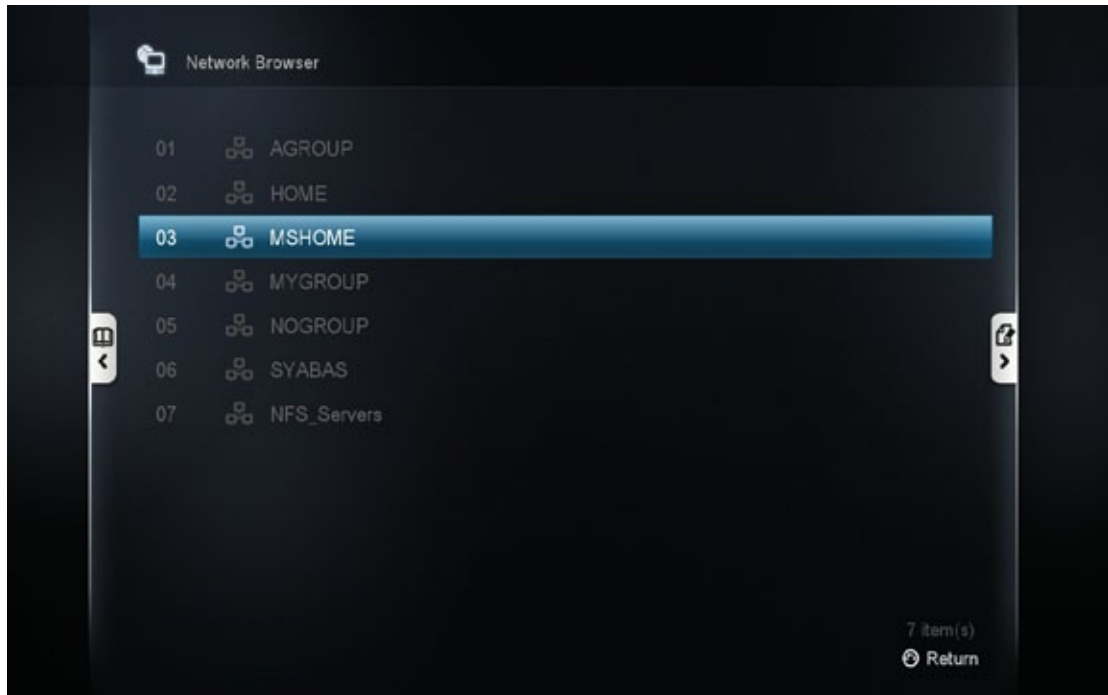 Network Browser
01 AGROUP
02 HOME
03 MSHOME
04 MYGROUP
05 NOGROUP
06 SYABAS
07 NFS_Servers
7 item(s)
Return